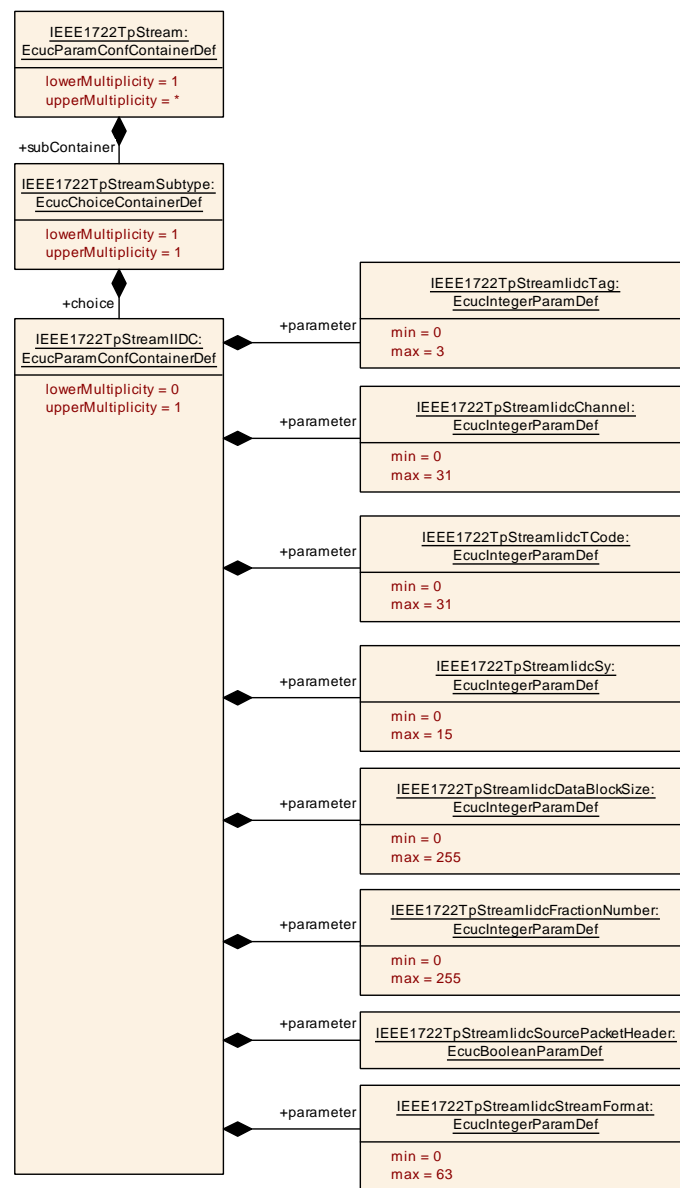 IEEE1722TpStream:
EcucParamConfContainerDef
lowerMultiplicity = 1
upperMultiplicity = *
+subContainer
IEEE1722TpStreamSubtype:
EcucChoiceContainerDef
lowerMultiplicity = 1
upperMultiplicity = 1
+choice
IEEE1722TpStreamIIDC:
EcucParamConfContainerDef
lowerMultiplicity = 0
upperMultiplicity = 1
+parameter
IEEE1722TpStreamIidcTag:
EcucIntegerParamDef
min = 0
max = 3
+parameter
IEEE1722TpStreamIidcChannel:
EcucIntegerParamDef
min = 0
max = 31
+parameter
IEEE1722TpStreamIidcTCode:
EcucIntegerParamDef
min = 0
max = 31
+parameter
IEEE1722TpStreamIidcSy:
EcucIntegerParamDef
min = 0
max = 15
+parameter
IEEE1722TpStreamIidcDataBlockSize:
EcucIntegerParamDef
min = 0
max = 255
+parameter
IEEE1722TpStreamIidcFractionNumber:
EcucIntegerParamDef
min = 0
max = 255
+parameter
IEEE1722TpStreamIidcSourcePacketHeader:
EcucBooleanParamDef
+parameter
IEEE1722TpStreamIidcStreamFormat:
EcucIntegerParamDef
min = 0
max = 63